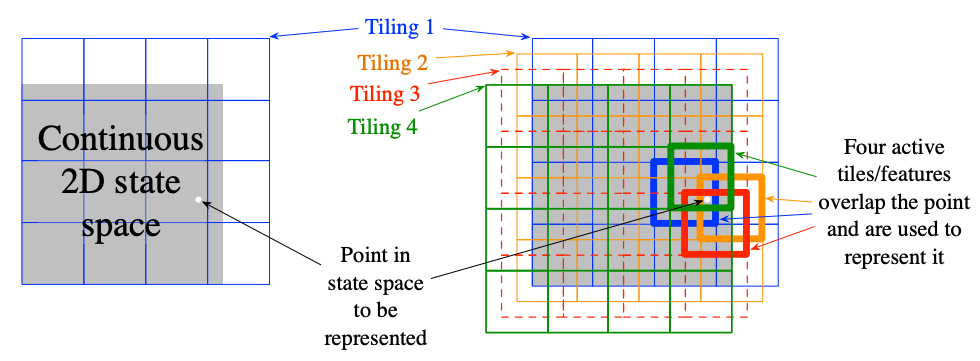 Tiling 1
Tiling 2
Tiling 3
Tiling 4
Continuous
2D state
space
Point in
state space
to be
represented
Four active
tiles/features
overlap the point
and are used to
represent it